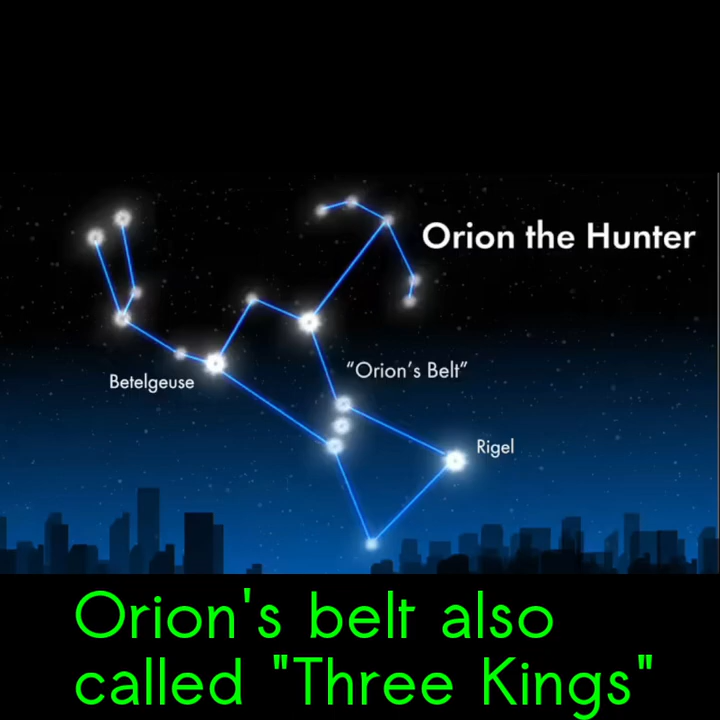 Orion the Hunter
"Orion's Belt"
Betelgeuse
Rigel
Orion's belt also
called "Three Kings"